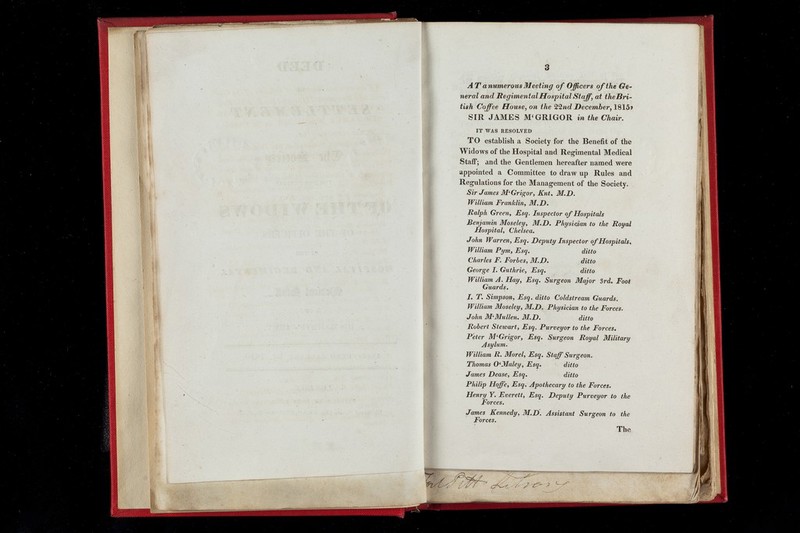 3
AT a numerous Meeting of Officers of the Ge-
neral and Regimental Hospital Staff, at the Bri-
tish Coffee House, on the 22nd December, 1815,
SIR JAMES M'GRIGOR in the Chair.
IT WAS RESOLVED
TO establish a Society for the Benefit of the
Widows of the Hospital and Regimental Medical
Staff; and the Gentlemen hereafter named were
appointed a Committee to draw up Rules and
Regulations for the Management of the Society.
Sir James M'Grigor, Knt. M.D.
William Franklin, M.D.
Ralph Green, Esq. Inspector of Hospitals
Benjamin Moseley, M.D. Physician to the Royal
Hospital, Chelsea.
John Warren, Esq. Deputy Inspector of Hospitals.
William Pym, Esq. ditto
Charles F. Forbes, M.D. ditto
George I. Guthrie, Esq. ditto
William A. Hay, Esq. Surgeon Major 3rd. Foot
Guards.
I. T. Simpson, Esq. ditto Coldstream Guards.
William Moseley, M.D. Physician to the Forces.
John M'Mullen. M.D. ditto
Robert Stewart, Esq. Purveyor to the Forces.
Peter M'Grigor, Esq. Surgeon Royal Military
Asylum.
William R. Morel, Esq. Staff Surgeon.
Thomas O'Maley, Esq. ditto
James Dease, Esq. ditto
Philip Hoffe, Esq. Apothecary to the Forces.
Henry Y. Everett, Esq. Deputy Purveyor to the
Forces.
James Kennedy, M.D. Assistant Surgeon to the
Forces.
The